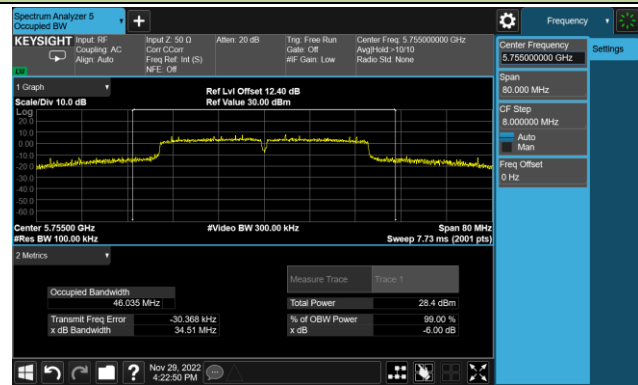 Spectrum Analyzer 5
Occupied BW
Frequency
KEYSIGHT
Input: RF
Coupling: AC
Align: Auto
Input Z: 50 Ω
Corr CCorr
Freq Ref: Int (S)
NFE: Off
Atten: 20 dB
Trig: Free Run
Gate: Off
#IF Gain: Low
Center Freq: 5.755000000 GHz
Avg|Hold:>10/10
Radio Std: None
Center Frequency
5.755000000 GHz
Settings
Span
80.000 MHz
CF Step
8.000000 MHz
Auto
Man
Freq Offset
0 Hz
1 Graph
Scale/Div 10.0 dB
Ref Lvl Offset 12.40 dB
Ref Value 30.00 dBm
Log
20.0
10.0
0.00
-10.0
-20.0
-30.0
-40.0
-50.0
-60.0
Center 5.75500 GHz
#Video BW 300.00 kHz
Span 80 MHz
#Res BW 100.00 kHz
Sweep 7.73 ms (2001 pts)
2 Metrics
Measure Trace
Trace 1
Occupied Bandwidth
46.035 MHz
Total Power
28.4 dBm
Transmit Freq Error
-30.368 kHz
% of OBW Power
99.00 %
x dB Bandwidth
34.51 MHz
x dB
-6.00 dB
Nov 29, 2022
4:22:50 PM